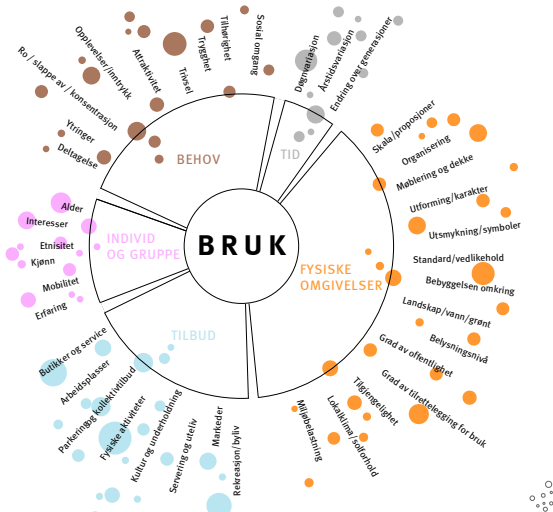 BRUK
BEHOV
Deltagelse
Ytringer
Ro / slappe av / konsentrasjon
Opplevelser/inntrykk
Attraktivitet
Trivsel
Trygghet
Tilhørighet
Sosial omgang
TID
Døgnvariasjon
Årstidsvariasjon
Endring over generasjoner
FYSISKE
OMGIVELSER
Skala/proposjoner
Organisering
Møblering og dekke
Utforming/karakter
Utsmykning/symboler
Standard/vedlikehold
Bebyggelsen omkring
Landskap/vann/grønt
Belysningsnivå
Grad av offentlighet
Grad av tilrettelegging for bruk
Tilgjengelighet
Lokalklima/solforhold
Miljøbelastning
TILBUD
Rekreasjon/byliv
Markeder
Servering og uteliv
Kultur og underholdning
Fysiske aktiviteter
Parkering og kollektivtilbud
Arbeidsplasser
Butikker og service
INDIVID
OG GRUPPE
Erfaring
Mobilitet
Kjønn
Etnisitet
Interesser
Alder